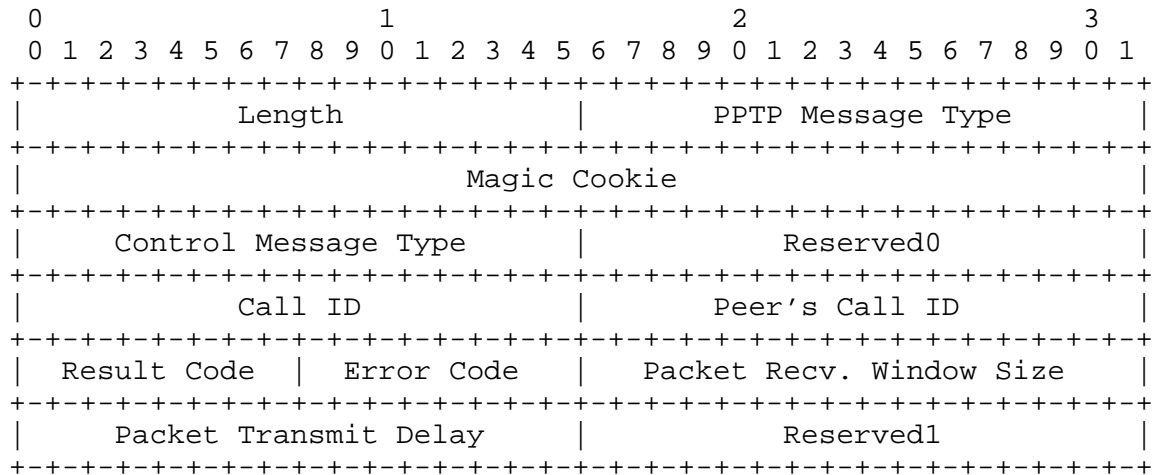 0                   1                   2                   3
 0 1 2 3 4 5 6 7 8 9 0 1 2 3 4 5 6 7 8 9 0 1 2 3 4 5 6 7 8 9 0 1
+-+-+-+-+-+-+-+-+-+-+-+-+-+-+-+-+-+-+-+-+-+-+-+-+-+-+-+-+-+-+-+-+
|            Length             |       PPTP Message Type       |
+-+-+-+-+-+-+-+-+-+-+-+-+-+-+-+-+-+-+-+-+-+-+-+-+-+-+-+-+-+-+-+-+
|                         Magic Cookie                          |
+-+-+-+-+-+-+-+-+-+-+-+-+-+-+-+-+-+-+-+-+-+-+-+-+-+-+-+-+-+-+-+-+
|     Control Message Type      |           Reserved0           |
+-+-+-+-+-+-+-+-+-+-+-+-+-+-+-+-+-+-+-+-+-+-+-+-+-+-+-+-+-+-+-+-+
|            Call ID            |       Peer’s Call ID          |
+-+-+-+-+-+-+-+-+-+-+-+-+-+-+-+-+-+-+-+-+-+-+-+-+-+-+-+-+-+-+-+-+
|  Result Code  |  Error Code   |   Packet Recv. Window Size    |
+-+-+-+-+-+-+-+-+-+-+-+-+-+-+-+-+-+-+-+-+-+-+-+-+-+-+-+-+-+-+-+-+
|     Packet Transmit Delay     |           Reserved1           |
+-+-+-+-+-+-+-+-+-+-+-+-+-+-+-+-+-+-+-+-+-+-+-+-+-+-+-+-+-+-+-+-+